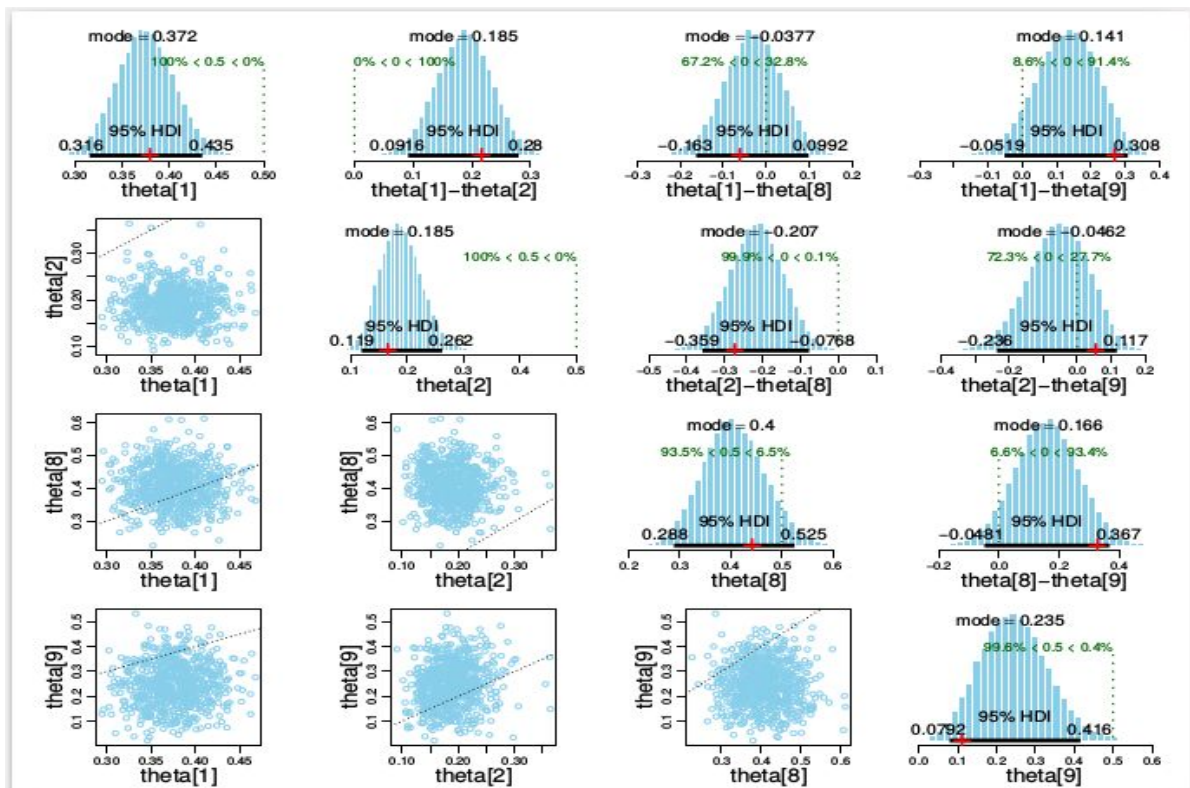 mode = 0.372
100% < 0.5 < 0%
95% HDI
0.316 0.435
0.30 0.35 0.40 0.45 0.50
theta[1]
mode = 0.185
0% < 0 < 100%
95% HDI
0.0916 0.28
0.0 0.1 0.2 0.3
theta[1]−theta[2]
mode = −0.0377
67.2% < 0 < 32.8%
95% HDI
−0.163 0.0992
−0.3 −0.2 −0.1 0.0 0.1 0.2
theta[1]−theta[8]
mode = 0.141
8.6% < 0 < 91.4%
95% HDI
−0.0519 0.308
−0.3 −0.1 0.0 0.1 0.2 0.3 0.4
theta[1]−theta[9]
theta[2]
0.10 0.20 0.30
0.30 0.35 0.40 0.45
theta[1]
mode = 0.185
100% < 0.5 < 0%
95% HDI
0.119 0.262
0.1 0.2 0.3 0.4 0.5
theta[2]
mode = −0.207
99.9% < 0 < 0.1%
95% HDI
−0.359 −0.0768
−0.5 −0.4 −0.3 −0.2 −0.1 0.0 0.1
theta[2]−theta[8]
mode = −0.0462
72.3% < 0 < 27.7%
95% HDI
−0.236 0.117
−0.4 −0.2 0.0 0.1 0.2
theta[2]−theta[9]
theta[8]
0.3 0.4 0.5 0.6
0.30 0.35 0.40 0.45
theta[1]
theta[8]
0.3 0.4 0.5 0.6
0.10 0.20 0.30
theta[2]
mode = 0.4
93.5% < 0.5 < 6.5%
95% HDI
0.288 0.525
0.2 0.3 0.4 0.5 0.6
theta[8]
mode = 0.166
6.6% < 0 < 93.4%
95% HDI
−0.0481 0.367
−0.2 0.0 0.2 0.4
theta[8]−theta[9]
theta[9]
0.1 0.2 0.3 0.4 0.5
0.30 0.35 0.40 0.45
theta[1]
theta[9]
0.1 0.2 0.3 0.4 0.5
0.10 0.20 0.30
theta[2]
theta[9]
0.1 0.2 0.3 0.4 0.5
0.3 0.4 0.5 0.6
theta[8]
mode = 0.235
99.6% < 0.5 < 0.4%
95% HDI
0.0792 0.416
0.0 0.1 0.2 0.3 0.4 0.5 0.6
theta[9]